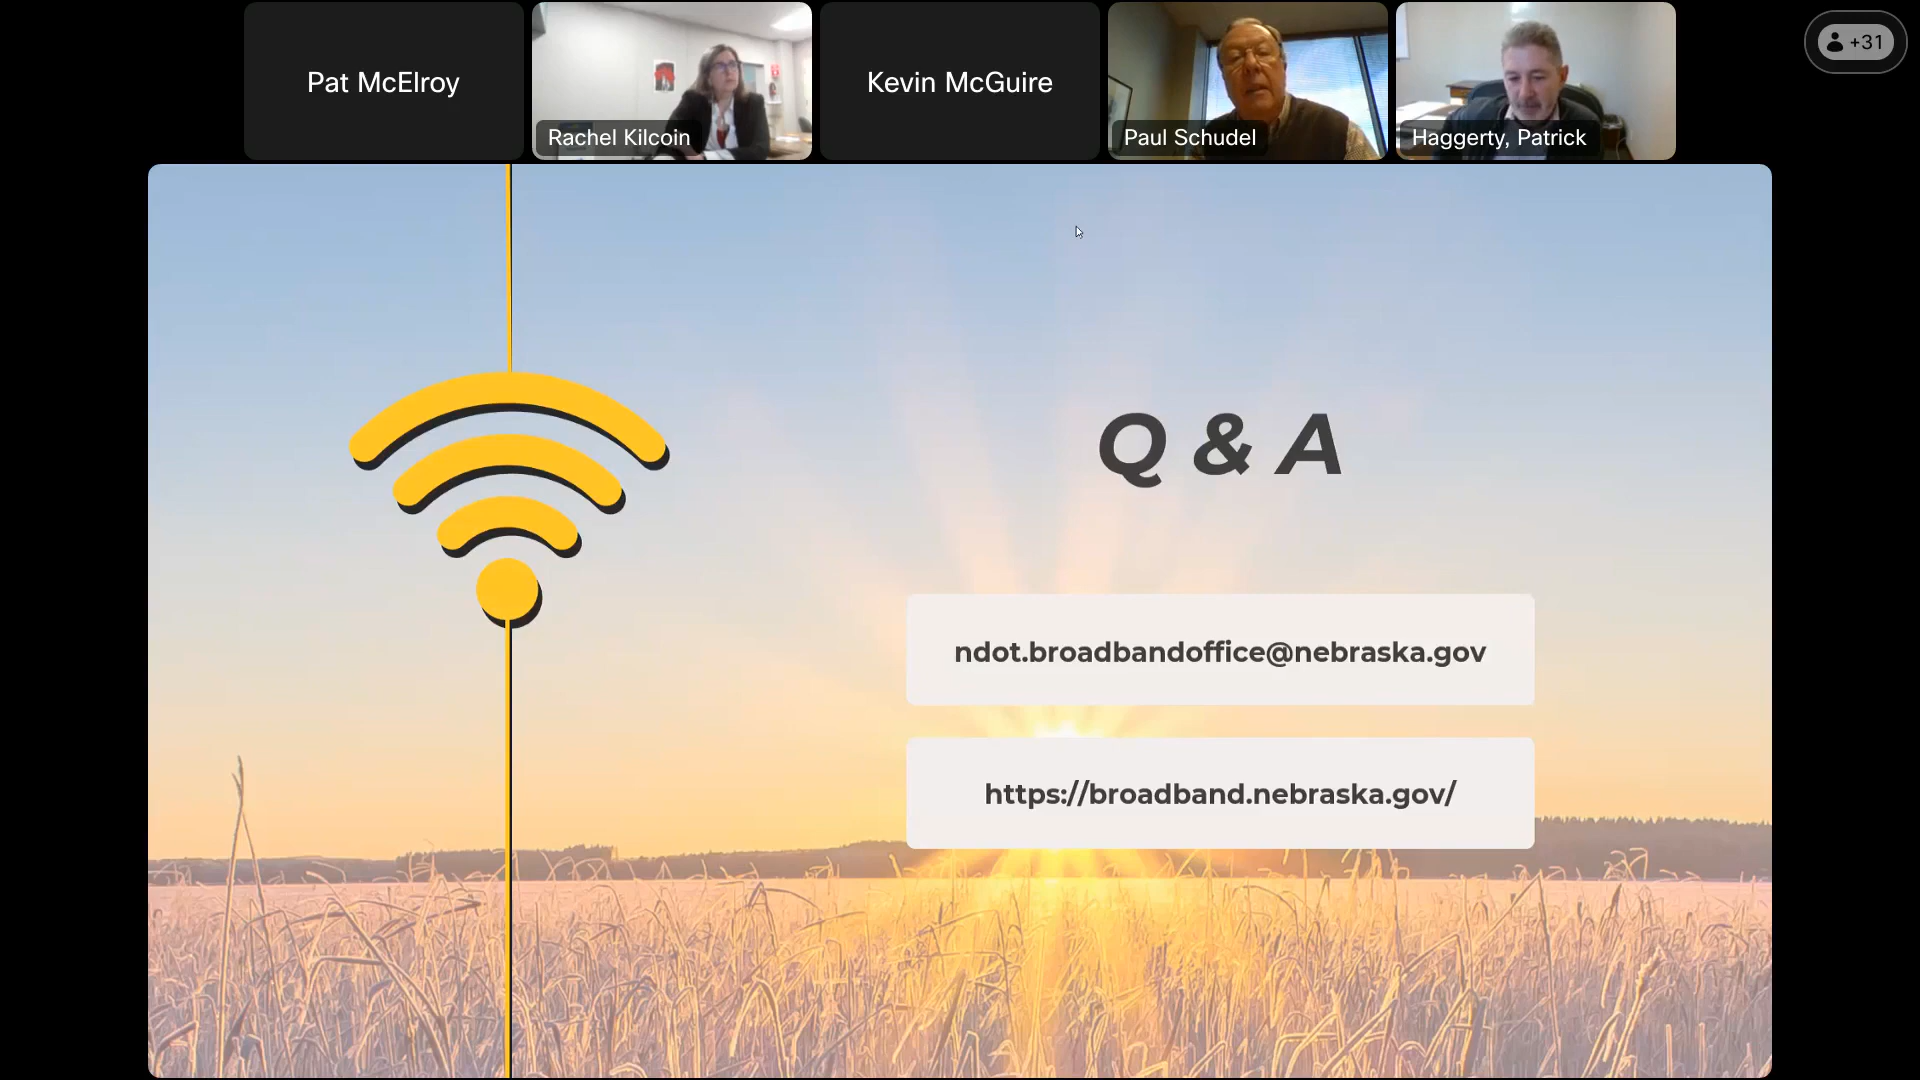 Pat McElroy
Rachel Kilcoin
Kevin McGuire
Paul Schudel
Haggerty, Patrick
+31
Q & A
ndot.broadbandoffice@nebraska.gov
https://broadband.nebraska.gov/